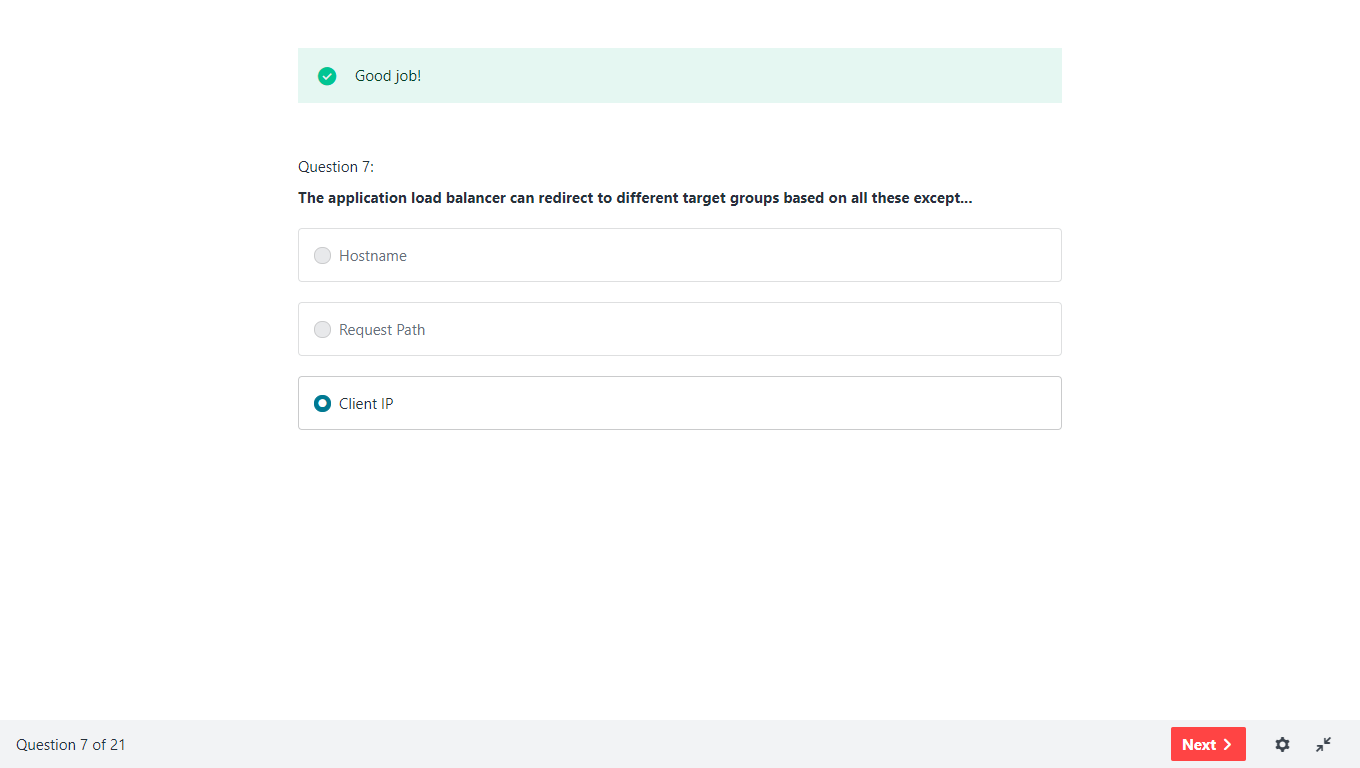 Good job!
Question 7:
The application load balancer can redirect to different target groups based on all these except...
Hostname
Request Path
Client IP
Question 7 of 21
Next